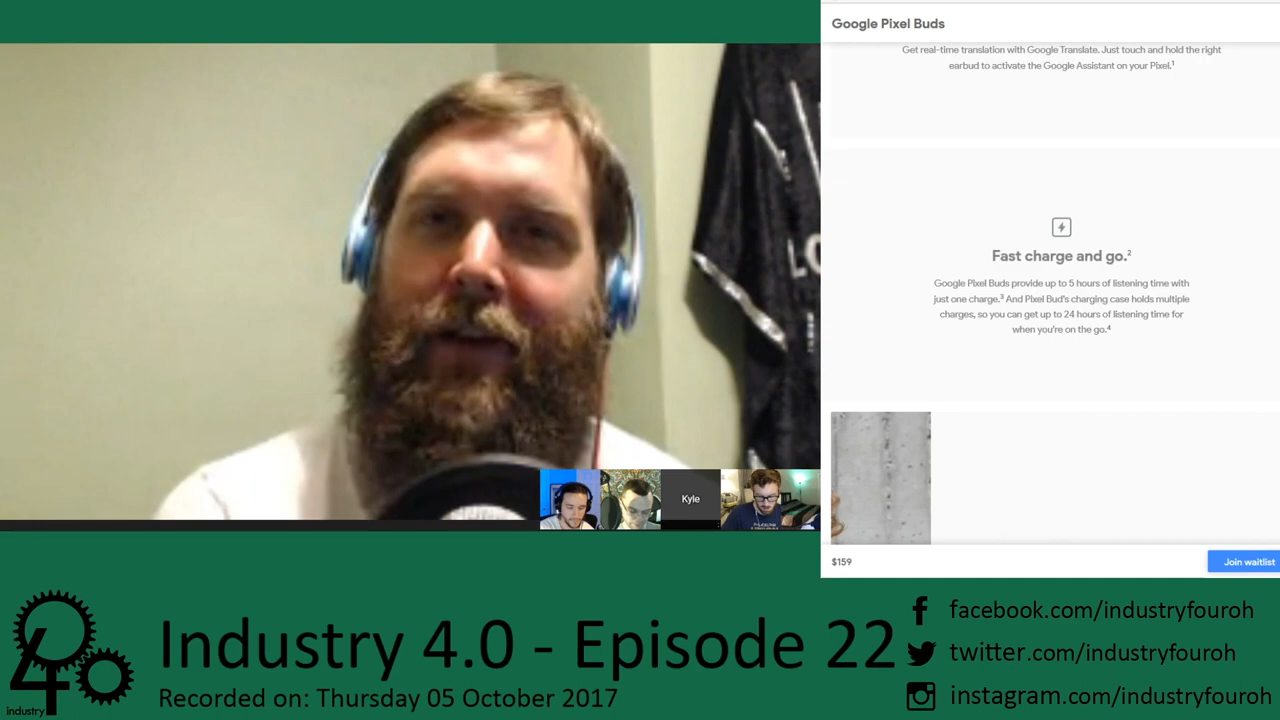 Google Pixel Buds
Get real-time translation with Google Translate. Just touch and hold the right
earbud to activate the Google Assistant on your Pixel.¹
Fast charge and go.²
Google Pixel Buds provide up to 5 hours of listening time with
just one charge.³ And Pixel Bud's charging case holds multiple
charges, so you can get up to 24 hours of listening time for
when you're on the go.⁴
$159
Join waitlist
LO
Kyle
40
industry
Industry 4.0 - Episode 22
Recorded on: Thursday 05 October 2017
facebook.com/industryfouroh
twitter.com/industryfouroh
instagram.com/industryfouroh